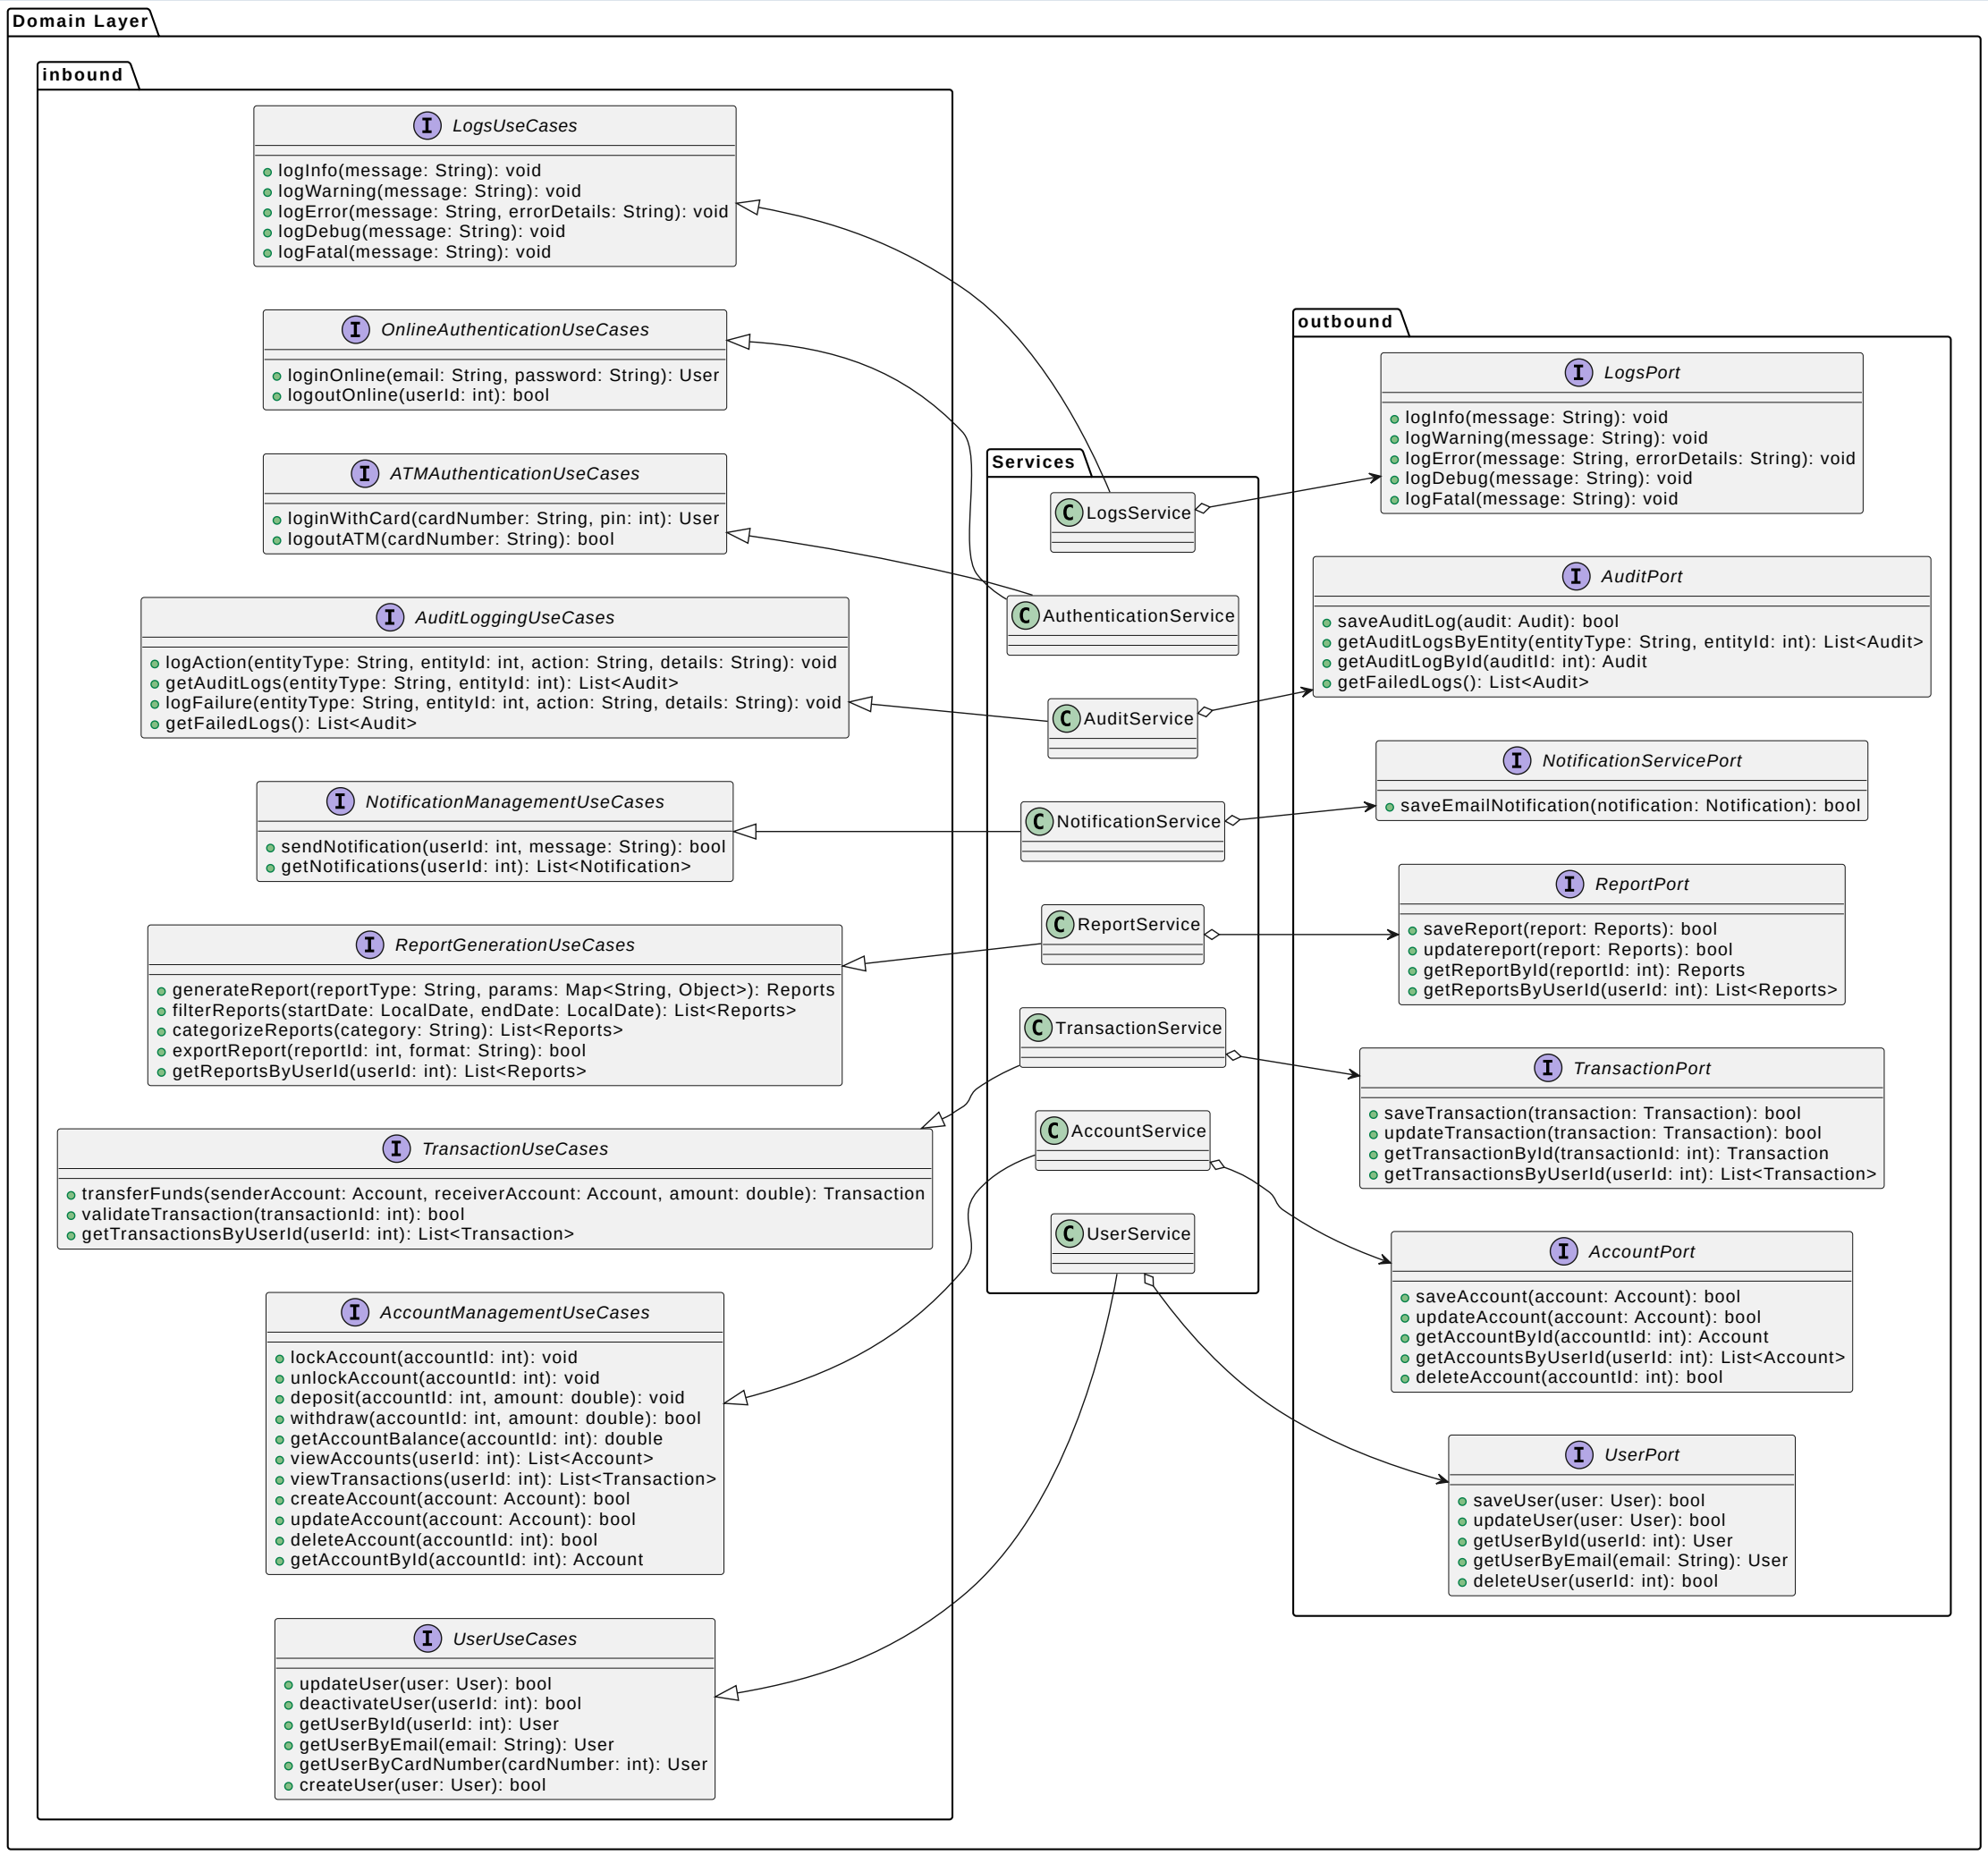 Domain Layer
inbound
I LogsUseCases
logInfo(message: String): void
logWarning(message: String): void
logError(message: String, errorDetails: String): void
logDebug(message: String): void
logFatal(message: String): void
I OnlineAuthenticationUseCases
loginOnline(email: String, password: String): User
logoutOnline(userId: int): bool
I ATMAuthenticationUseCases
loginWithCard(cardNumber: String, pin: int): User
logoutATM(cardNumber: String): bool
I AuditLoggingUseCases
logAction(entityType: String, entityId: int, action: String, details: String): void
getAuditLogs(entityType: String, entityId: int): List<Audit>
logFailure(entityType: String, entityId: int, action: String, details: String): void
getFailedLogs(): List<Audit>
I NotificationManagementUseCases
sendNotification(userId: int, message: String): bool
getNotifications(userId: int): List<Notification>
I ReportGenerationUseCases
generateReport(reportType: String, params: Map<String, Object>): Reports
filterReports(startDate: LocalDate, endDate: LocalDate): List<Reports>
categorizeReports(category: String): List<Reports>
exportReport(reportId: int, format: String): bool
getReportsByUserId(userId: int): List<Reports>
I TransactionUseCases
transferFunds(senderAccount: Account, receiverAccount: Account, amount: double): Transaction
validateTransaction(transactionId: int): bool
getTransactionsByUserId(userId: int): List<Transaction>
I AccountManagementUseCases
lockAccount(accountId: int): void
unlockAccount(accountId: int): void
deposit(accountId: int, amount: double): void
withdraw(accountId: int, amount: double): bool
getAccountBalance(accountId: int): double
viewAccounts(userId: int): List<Account>
viewTransactions(userId: int): List<Transaction>
createAccount(account: Account): bool
updateAccount(account: Account): bool
deleteAccount(accountId: int): bool
getAccountById(accountId: int): Account
I UserUseCases
updateUser(user: User): bool
deactivateUser(userId: int): bool
getUserById(userId: int): User
getUserByEmail(email: String): User
getUserByCardNumber(cardNumber: int): User
createUser(user: User): bool
Services
C LogsService
C AuthenticationService
C AuditService
C NotificationService
C ReportService
C TransactionService
C AccountService
C UserService
outbound
I LogsPort
logInfo(message: String): void
logWarning(message: String): void
logError(message: String, errorDetails: String): void
logDebug(message: String): void
logFatal(message: String): void
I AuditPort
saveAuditLog(audit: Audit): bool
getAuditLogsByEntity(entityType: String, entityId: int): List<Audit>
getAuditLogById(auditId: int): Audit
getFailedLogs(): List<Audit>
I NotificationServicePort
saveEmailNotification(notification: Notification): bool
I ReportPort
saveReport(report: Reports): bool
updatereport(report: Reports): bool
getReportById(reportId: int): Reports
getReportsByUserId(userId: int): List<Reports>
I TransactionPort
saveTransaction(transaction: Transaction): bool
updateTransaction(transaction: Transaction): bool
getTransactionById(transactionId: int): Transaction
getTransactionsByUserId(userId: int): List<Transaction>
I AccountPort
saveAccount(account: Account): bool
updateAccount(account: Account): bool
getAccountById(accountId: int): Account
getAccountsByUserId(userId: int): List<Account>
deleteAccount(accountId: int): bool
I UserPort
saveUser(user: User): bool
updateUser(user: User): bool
getUserById(userId: int): User
getUserByEmail(email: String): User
deleteUser(userId: int): bool